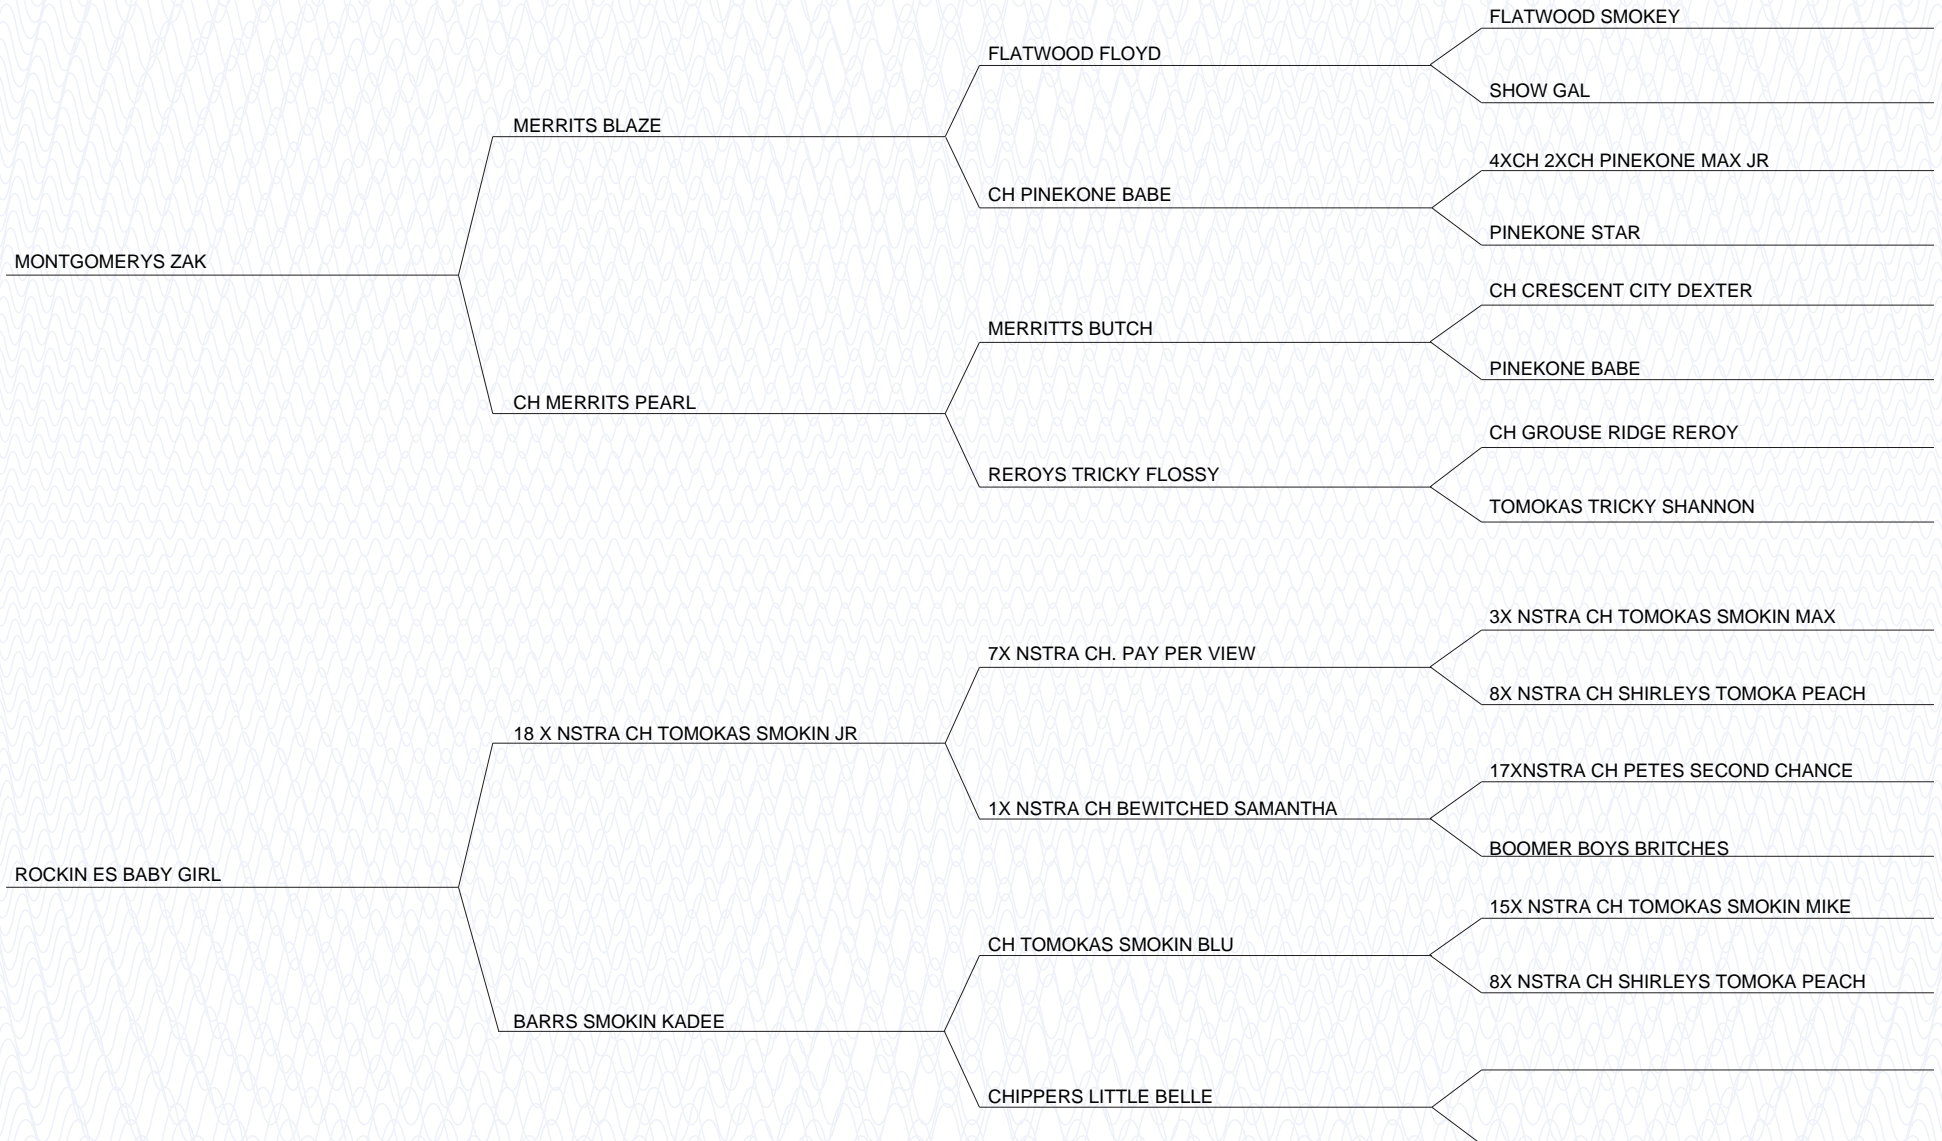 FLATWOOD SMOKEY
FLATWOOD FLOYD
SHOW GAL
MERRITS BLAZE
4XCH 2XCH PINEKONE MAX JR
CH PINEKONE BABE
PINEKONE STAR
MONTGOMERYS ZAK
CH CRESCENT CITY DEXTER
MERRITTS BUTCH
PINEKONE BABE
CH MERRITS PEARL
CH GROUSE RIDGE REROY
REROYS TRICKY FLOSSY
TOMOKAS TRICKY SHANNON
3X NSTRA CH TOMOKAS SMOKIN MAX
7X NSTRA CH. PAY PER VIEW
8X NSTRA CH SHIRLEYS TOMOKA PEACH
18 X NSTRA CH TOMOKAS SMOKIN JR
17XNSTRA CH PETES SECOND CHANCE
1X NSTRA CH BEWITCHED SAMANTHA
BOOMER BOYS BRITCHES
ROCKIN ES BABY GIRL
15X NSTRA CH TOMOKAS SMOKIN MIKE
CH TOMOKAS SMOKIN BLU
8X NSTRA CH SHIRLEYS TOMOKA PEACH
BARRS SMOKIN KADEE
CHIPPERS LITTLE BELLE